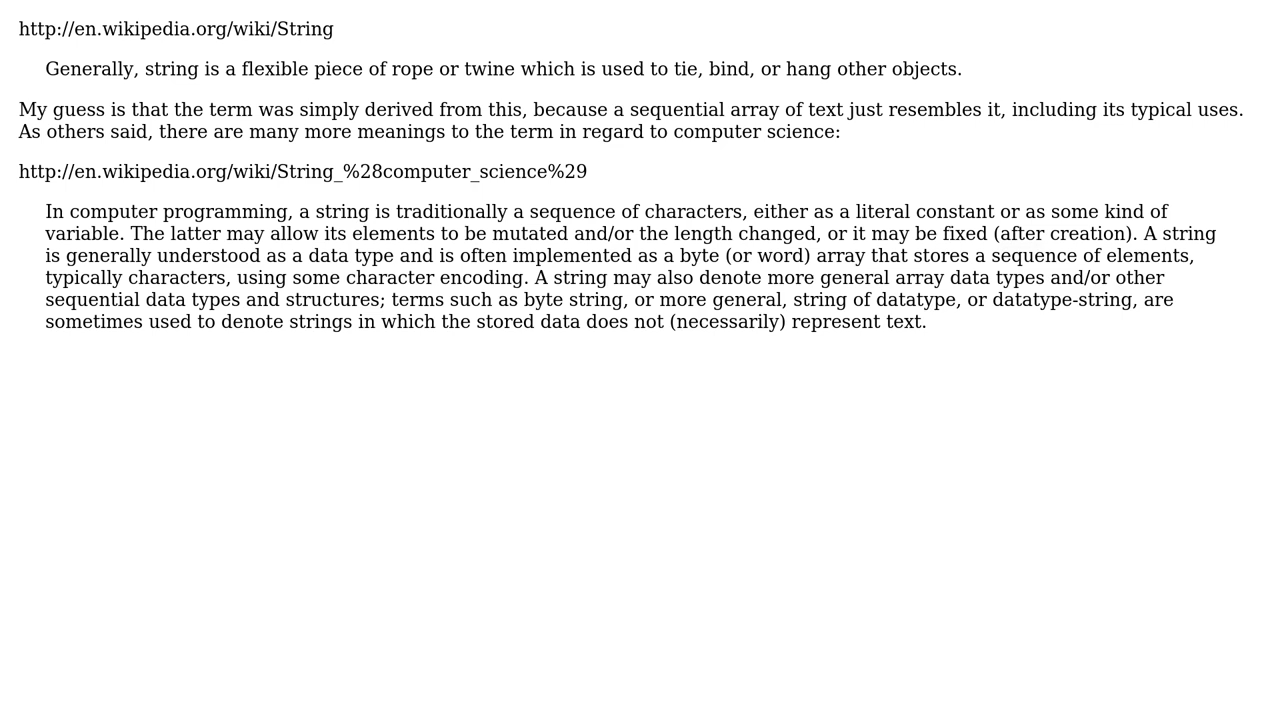 http://en.wikipedia.org/wiki/String
Generally, string is a flexible piece of rope or twine which is used to tie, bind, or hang other objects.
My guess is that the term was simply derived from this, because a sequential array of text just resembles it, including its typical uses.
As others said, there are many more meanings to the term in regard to computer science:
http://en.wikipedia.org/wiki/String_%28computer_science%29
In computer programming, a string is traditionally a sequence of characters, either as a literal constant or as some kind of
variable. The latter may allow its elements to be mutated and/or the length changed, or it may be fixed (after creation). A string
is generally understood as a data type and is often implemented as a byte (or word) array that stores a sequence of elements,
typically characters, using some character encoding. A string may also denote more general array data types and/or other
sequential data types and structures; terms such as byte string, or more general, string of datatype, or datatype-string, are
sometimes used to denote strings in which the stored data does not (necessarily) represent text.